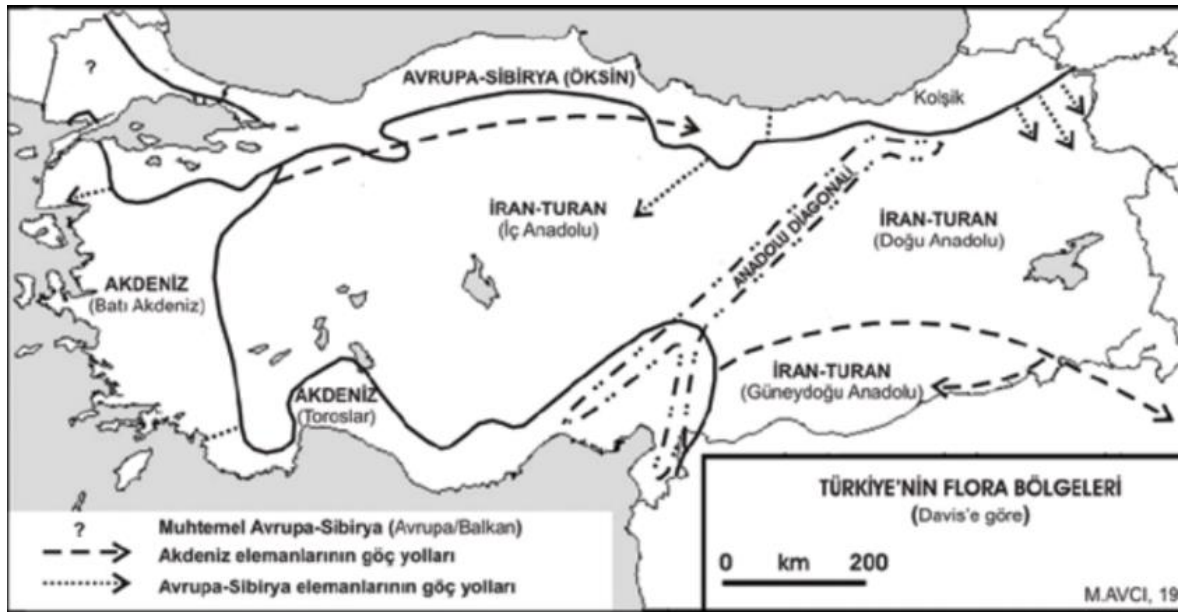 ?
AVRUPA-SİBİRYA (ÖKSİN)
Kolşik
ANADOLU DİAGONALİ
İRAN-TURAN
(İç Anadolu)
İRAN-TURAN
(Doğu Anadolu)
AKDENİZ
(Batı Akdeniz)
AKDENİZ
(Toroslar)
İRAN-TURAN
(Güneydoğu Anadolu)
TÜRKİYE'NİN FLORA BÖLGELERİ
(Davis'e göre)
0 km 200
M.AVCI, 19
? Muhtemel Avrupa-Sibirya (Avrupa/Balkan)
Akdeniz elemanlarının göç yolları
Avrupa-Sibirya elemanlarının göç yolları